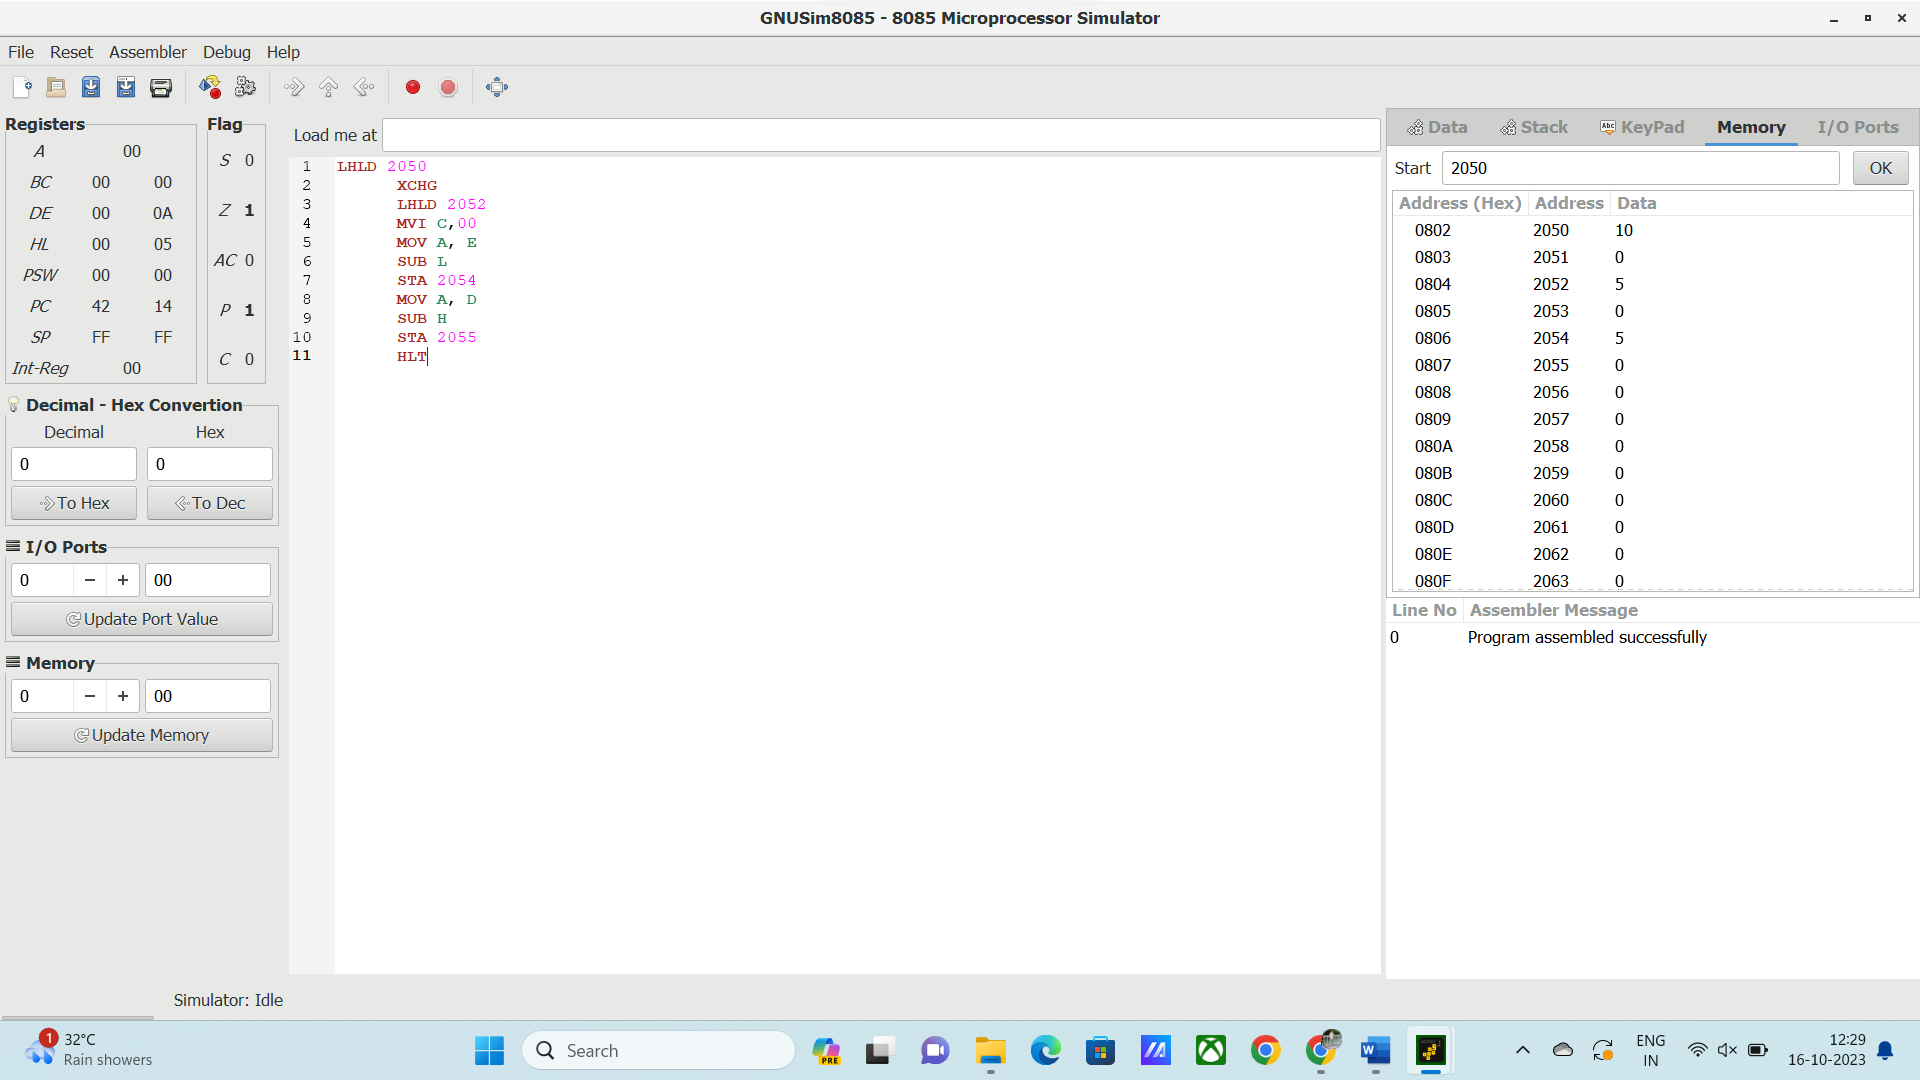 GNUSim8085 - 8085 Microprocessor Simulator
File Reset Assembler Debug Help
Registers
A 00
BC 00 00
DE 00 0A
HL 00 05
PSW 00 00
PC 42 14
SP FF FF
Int-Reg 00
Flag
S 0
Z 1
AC 0
P 1
C 0
Decimal - Hex Convertion
Decimal Hex
0 0
To Hex To Dec
I/O Ports
0 − + 00
Update Port Value
Memory
0 − + 00
Update Memory
Load me at
1 LHLD 2050
2 XCHG
3 LHLD 2052
4 MVI C,00
5 MOV A, E
6 SUB L
7 STA 2054
8 MOV A, D
9 SUB H
10 STA 2055
11 HLT
Data Stack Abc KeyPad Memory I/O Ports
Start 2050 OK
Address (Hex) Address Data
0802 2050 10
0803 2051 0
0804 2052 5
0805 2053 0
0806 2054 5
0807 2055 0
0808 2056 0
0809 2057 0
080A 2058 0
080B 2059 0
080C 2060 0
080D 2061 0
080E 2062 0
080F 2063 0
Line No Assembler Message
0 Program assembled successfully
Simulator: Idle
1 32°C
Rain showers
Search
PRE
W
ENG
IN
12:29
16-10-2023